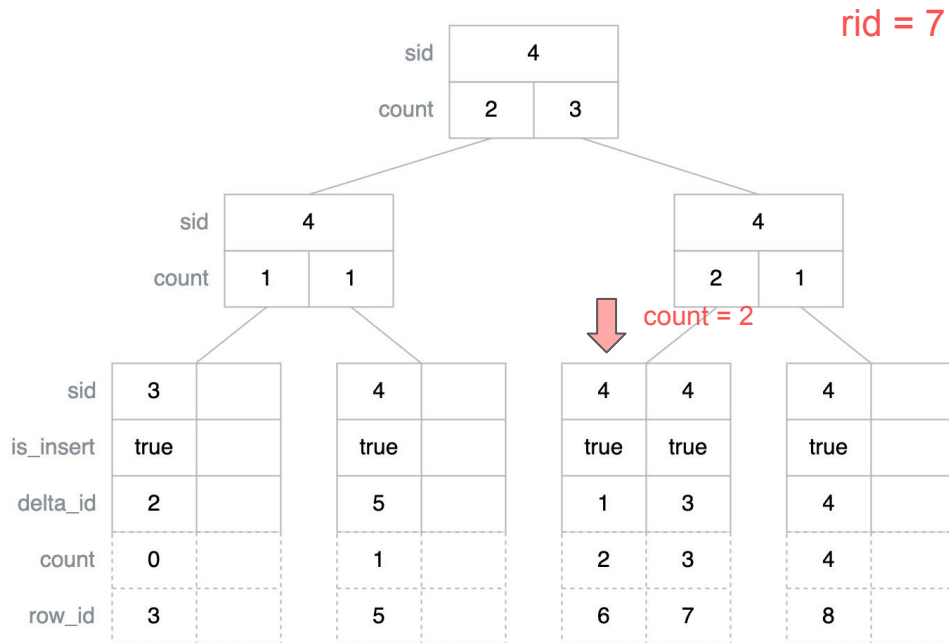 rid = 7
sid 4
count 2 3
sid 4 4
count 1 1 2 1
count = 2
sid 3 4 4 4 4
is_insert true true true true true
delta_id 2 5 1 3 4
count 0 1 2 3 4
row_id 3 5 6 7 8